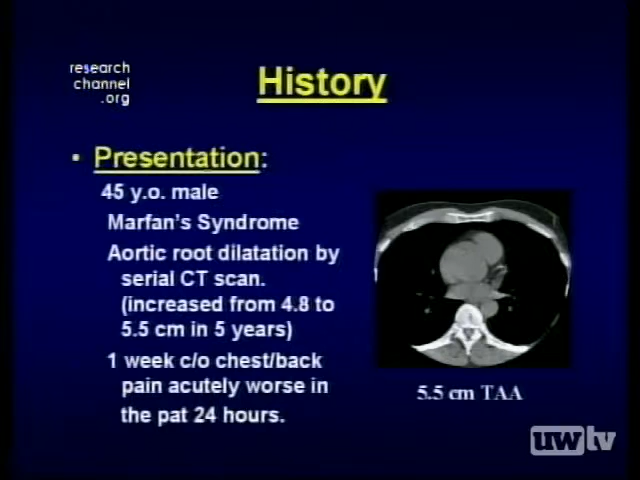 research
channel
.org
History
• Presentation:
45 y.o. male
Marfan's Syndrome
Aortic root dilatation by
serial CT scan.
(increased from 4.8 to
5.5 cm in 5 years)
1 week c/o chest/back
pain acutely worse in
the pat 24 hours.
5.5 cm TAA
uwtv